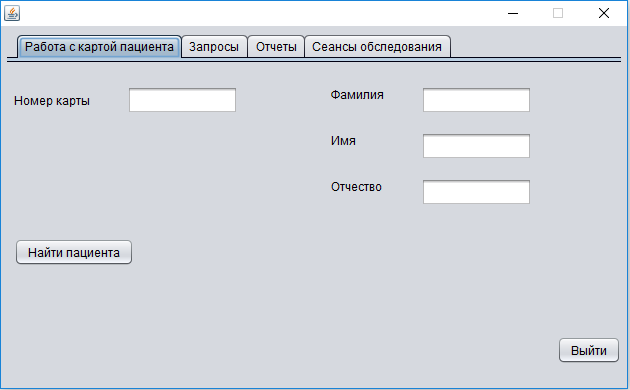 Работа с картой пациента Запросы Отчеты Сеансы обследования
Номер карты
Фамилия
Имя
Отчество
Найти пациента
Выйти